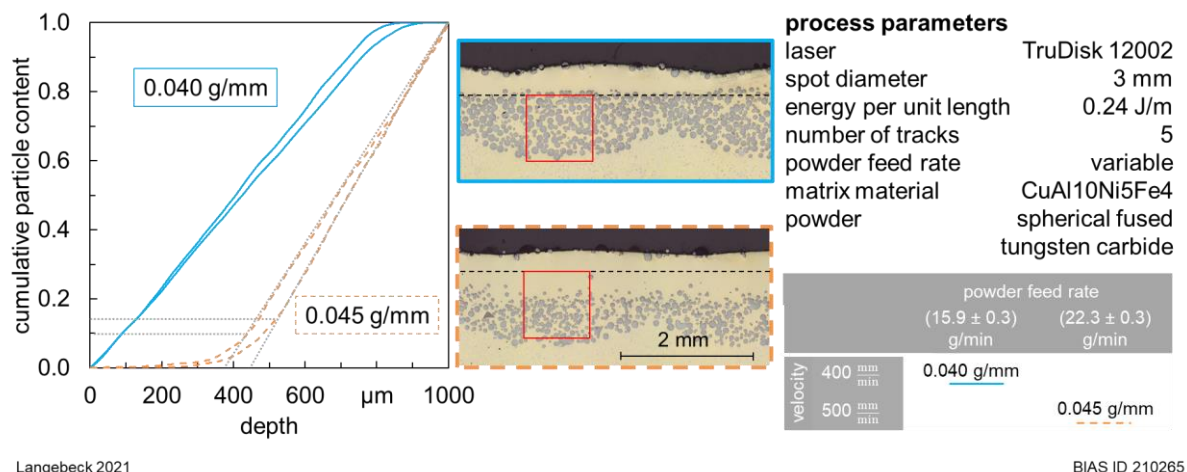 1.0
0.8
0.6
0.4
0.2
0.0
cumulative particle content
0.040 g/mm
0.045 g/mm
0 200 400 600 µm 1000
depth
2 mm
process parameters
laser TruDisk 12002
spot diameter 3 mm
energy per unit length 0.24 J/m
number of tracks 5
powder feed rate variable
matrix material CuAl10Ni5Fe4
powder spherical fused
tungsten carbide
powder feed rate
(15.9 ± 0.3) (22.3 ± 0.3)
g/min g/min
velocity
400 mm/min 0.040 g/mm
500 mm/min 0.045 g/mm
Langebeck 2021 BIAS ID 210265